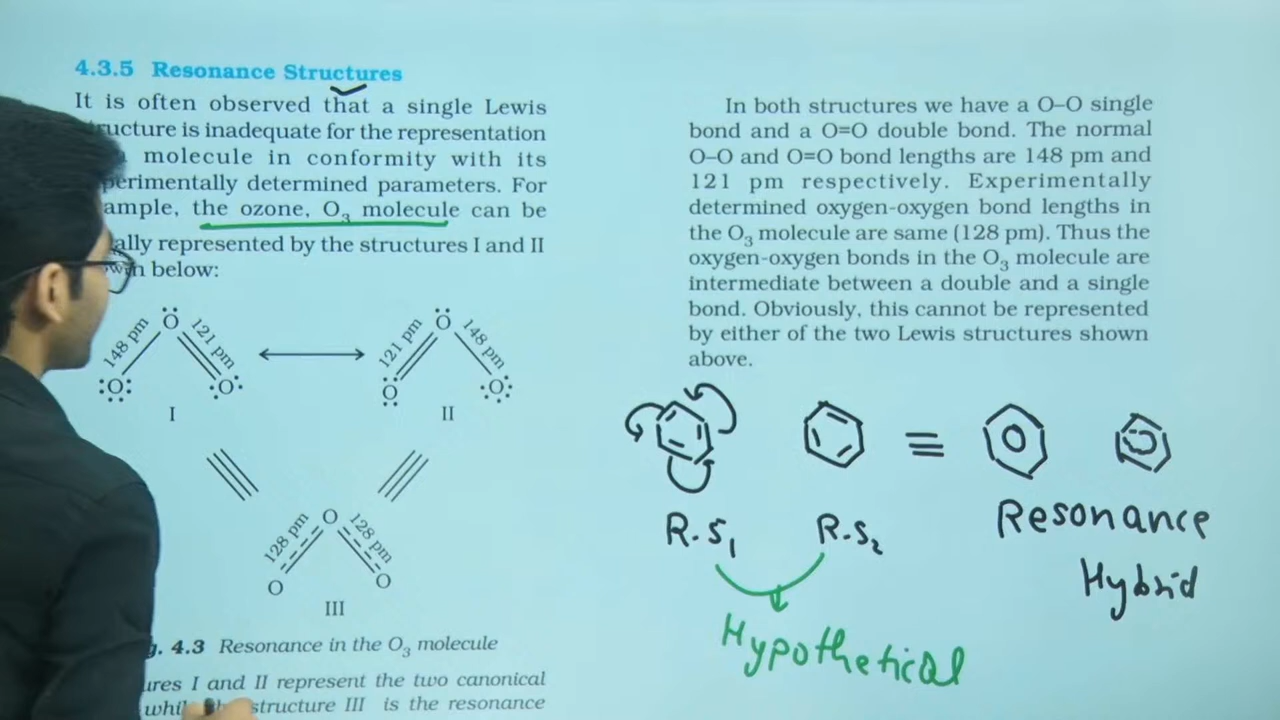 4.3.5 Resonance Structures
It is often observed that a single Lewis
ructure is inadequate for the representation
molecule in conformity with its
perimentally determined parameters. For
ample, the ozone, O₃ molecule can be
ally represented by the structures I and II
below:
148 pm O 121 pm
O O
I
121 pm O 148 pm
O O
II
128 pm O 128 pm
O O
III
4.3 Resonance in the O₃ molecule
ures I and II represent the two canonical
structure III is the resonance
In both structures we have a O–O single
bond and a O=O double bond. The normal
O–O and O=O bond lengths are 148 pm and
121 pm respectively. Experimentally
determined oxygen-oxygen bond lengths in
the O₃ molecule are same (128 pm). Thus the
oxygen-oxygen bonds in the O₃ molecule are
intermediate between a double and a single
bond. Obviously, this cannot be represented
by either of the two Lewis structures shown
above.
R.S₁ R.S₂ Resonance
Hybrid
Hypothetical